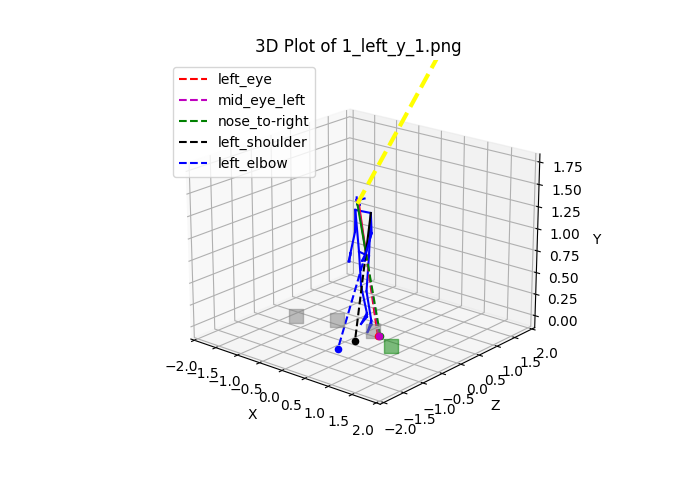 3D Plot of 1_left_y_1.png
left_eye
mid_eye_left
nose_to-right
left_shoulder
left_elbow
1.75
1.50
1.25
1.00
0.75
0.50
0.25
0.00
Y
−2.0
−1.5
−1.0
−0.5
0.0
0.5
1.0
1.5
2.0
X
−2.0
−1.5
−1.0
−0.5
0.0
0.5
1.0
1.5
2.0
Z